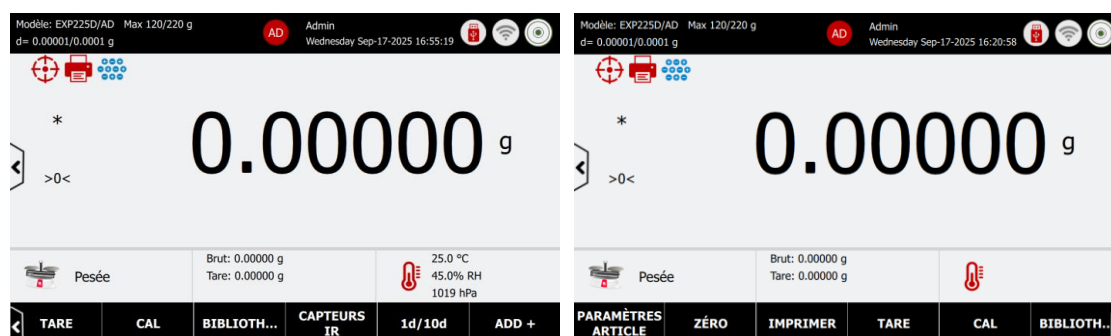 Modèle: EXP225D/AD Max 120/220 g
d= 0.00001/0.0001 g
AD
Admin
Wednesday Sep-17-2025 16:55:19
*
0.00000 g
>0<
Pesée
Brut: 0.00000 g
Tare: 0.00000 g
25.0 °C
45.0% RH
1019 hPa
TARE
CAL
BIBLIOTH...
CAPTEURS
IR
1d/10d
ADD +
Modèle: EXP225D/AD Max 120/220 g
d= 0.00001/0.0001 g
AD
Admin
Wednesday Sep-17-2025 16:20:58
*
0.00000 g
>0<
Pesée
Brut: 0.00000 g
Tare: 0.00000 g
PARAMÈTRES
ARTICLE
ZÉRO
IMPRIMER
TARE
CAL
BIBLIOTH..